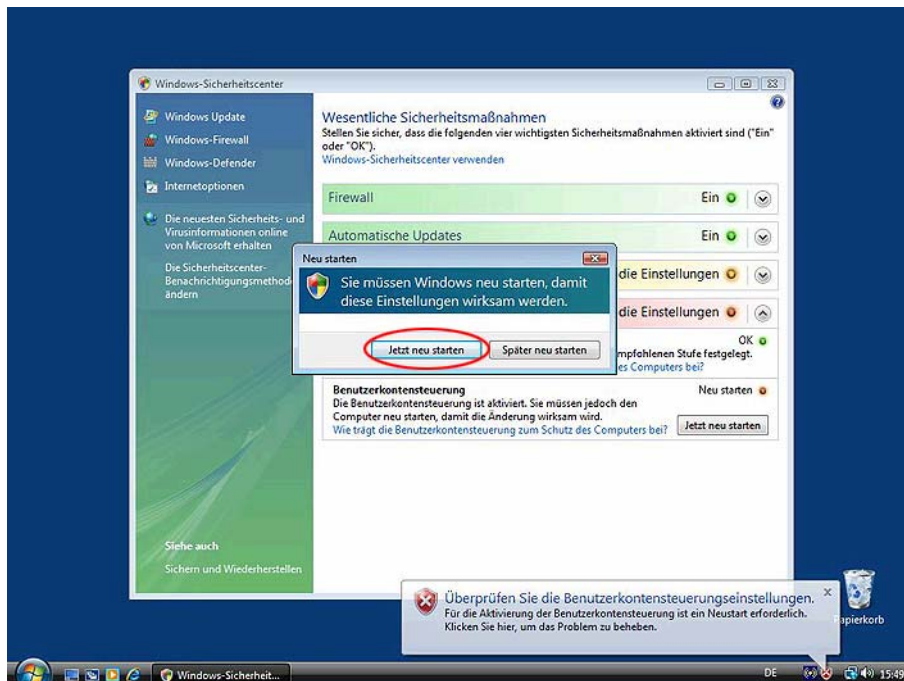 Windows-Sicherheitscenter
Windows Update
Windows-Firewall
Windows-Defender
Internetoptionen
Die neuesten Sicherheits- und
Virusinformationen online
von Microsoft erhalten
Die Sicherheitscenter-
ändern
Siehe auch
Sichern und Wiederherstellen
Wesentliche Sicherheitsmaßnahmen
Stellen Sie sicher, dass die folgenden vier wichtigsten Sicherheitsmaßnahmen aktiviert sind ("Ein"
oder "OK").
Windows-Sicherheitscenter verwenden
Firewall Ein
Automatische Updates Ein
die Einstellungen
die Einstellungen
OK
Stufe festgelegt.
Computers bei?
Neu starten
Sie müssen Windows neu starten, damit
diese Einstellungen wirksam werden.
Jetzt neu starten Später neu starten
Benutzerkontensteuerung Neu starten
Die Benutzerkontensteuerung ist aktiviert. Sie müssen jedoch den
Computer neu starten, damit die Änderung wirksam wird.
Wie trägt die Benutzerkontensteuerung zum Schutz des Computers bei? Jetzt neu starten
Überprüfen Sie die Benutzerkontensteuerungseinstellungen.
Für die Aktivierung der Benutzerkontensteuerung ist ein Neustart erforderlich.
Klicken Sie hier, um das Problem zu beheben.
apierkorb
Windows-Sicherheit... DE 15:49